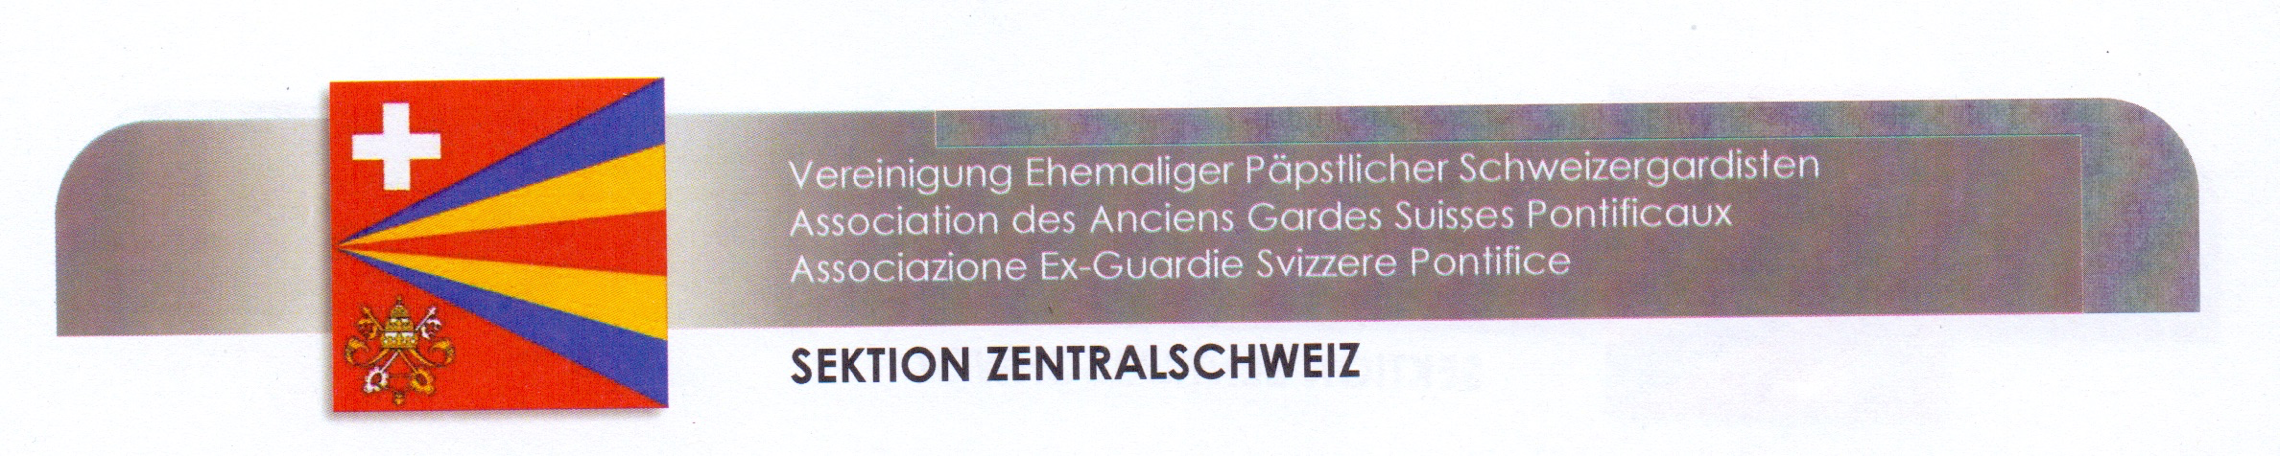 Vereinigung Ehemaliger Päpstlicher Schweizergardisten
Association des Anciens Gardes Suisses Pontificaux
Associazione Ex-Guardie Svizzere Pontifice
SEKTION ZENTRALSCHWEIZ